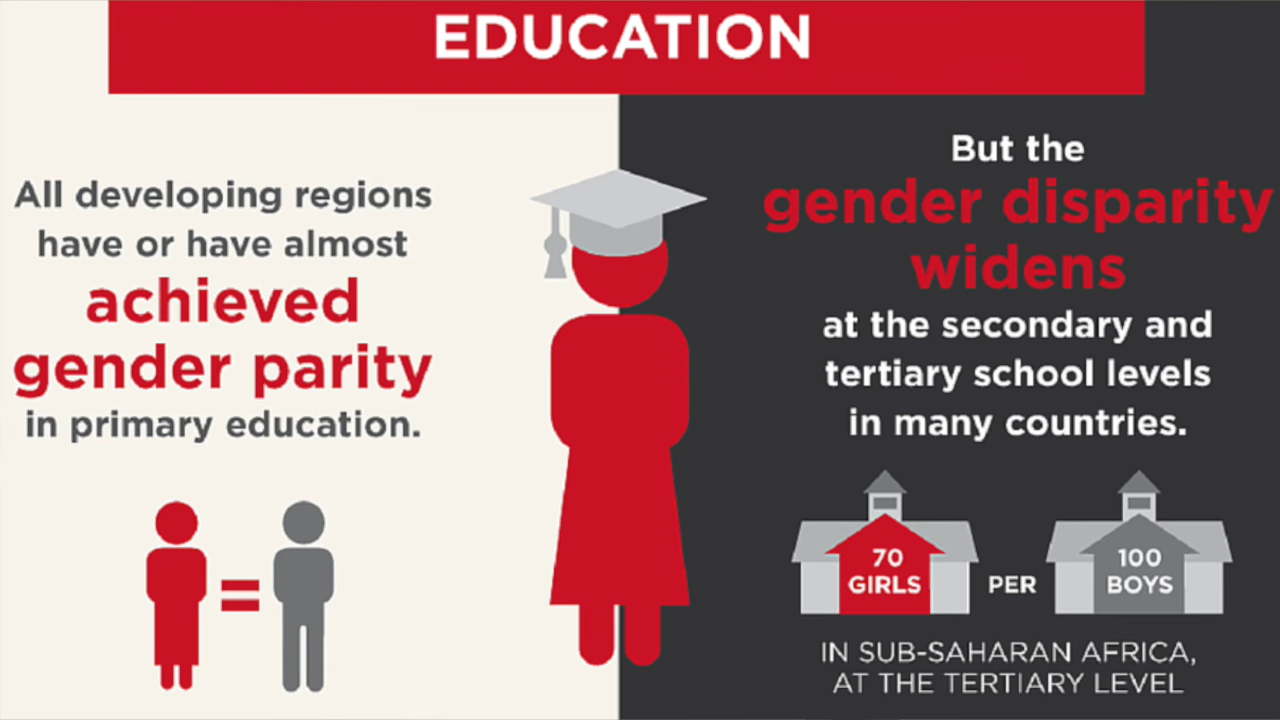 EDUCATION
All developing regions
have or have almost
achieved
gender parity
in primary education.
=
But the
gender disparity
widens
at the secondary and
tertiary school levels
in many countries.
70
GIRLS
PER
100
BOYS
IN SUB-SAHARAN AFRICA,
AT THE TERTIARY LEVEL